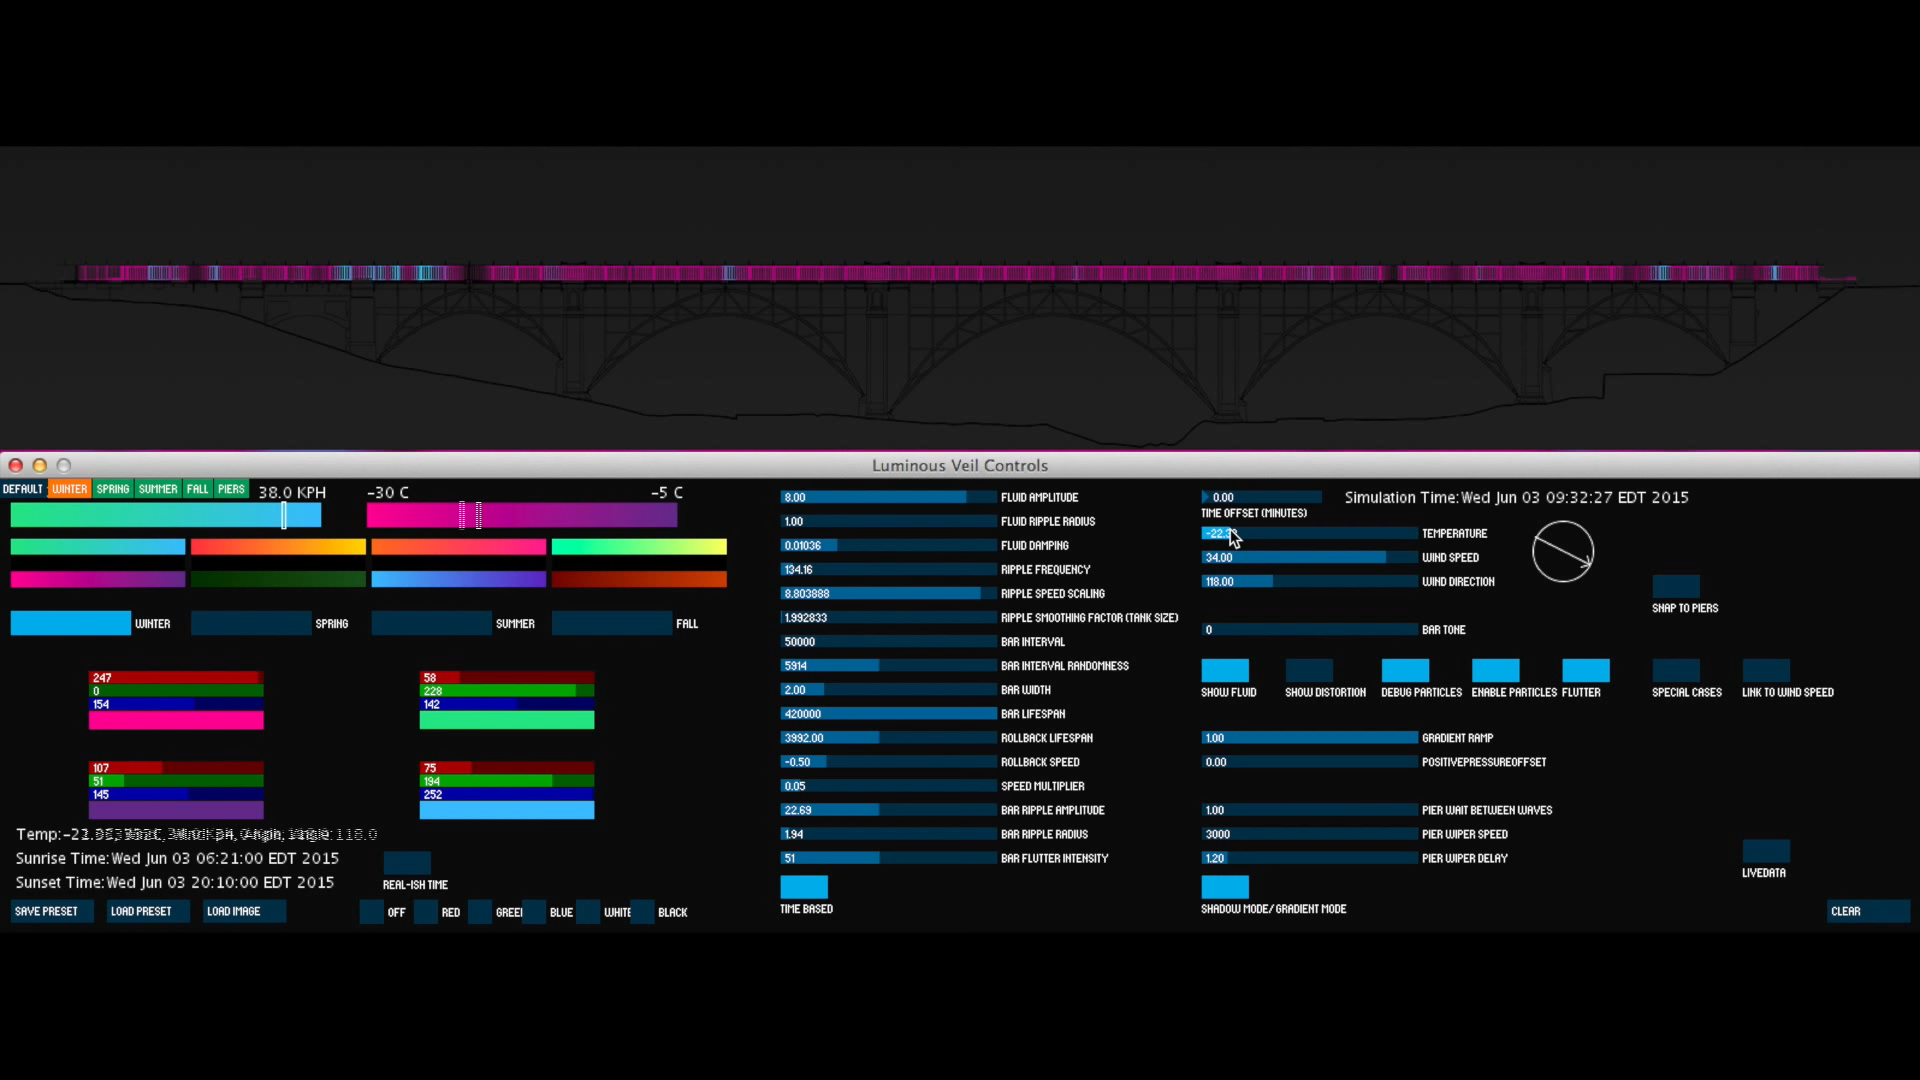 Luminous Veil Controls
DEFAULT WINTER SPRING SUMMER FALL PIERS
38.0 KPH
-30 C
-5 C
WINTER
SPRING
SUMMER
FALL
247
0
154
58
228
142
107
51
145
75
194
252
Sunrise Time:Wed Jun 03 06:21:00 EDT 2015
Sunset Time:Wed Jun 03 20:10:00 EDT 2015
REAL-ISH TIME
SAVE PRESET
LOAD PRESET
LOAD IMAGE
OFF
RED
BLUE
BLACK
8.00 FLUID AMPLITUDE
1.00 FLUID RIPPLE RADIUS
0.01036 FLUID DAMPING
134.16 RIPPLE FREQUENCY
8.803888 RIPPLE SPEED SCALING
1.992833 RIPPLE SMOOTHING FACTOR (TANK SIZE)
50000 BAR INTERVAL
5914 BAR INTERVAL RANDOMNESS
2.00 BAR WIDTH
420000 BAR LIFESPAN
3992.00 ROLLBACK LIFESPAN
-0.50 ROLLBACK SPEED
0.05 SPEED MULTIPLIER
22.69 BAR RIPPLE AMPLITUDE
1.94 BAR RIPPLE RADIUS
51 BAR FLUTTER INTENSITY
TIME BASED
0.00
TIME OFFSET (MINUTES)
Simulation Time:Wed Jun 03 09:32:27 EDT 2015
TEMPERATURE
34.00 WIND SPEED
118.00 WIND DIRECTION
SNAP TO PIERS
0 BAR TONE
SHOW FLUID
SHOW DISTORTION
DEBUG PARTICLES
ENABLE PARTICLES
FLUTTER
SPECIAL CASES
LINK TO WIND SPEED
1.00 GRADIENT RAMP
0.00 POSITIVEPRESSUREOFFSET
1.00 PIER WAIT BETWEEN WAVES
3000 PIER WIPER SPEED
1.20 PIER WIPER DELAY
SHADOW MODE/GRADIENT MODE
LIVEDATA
CLEAR